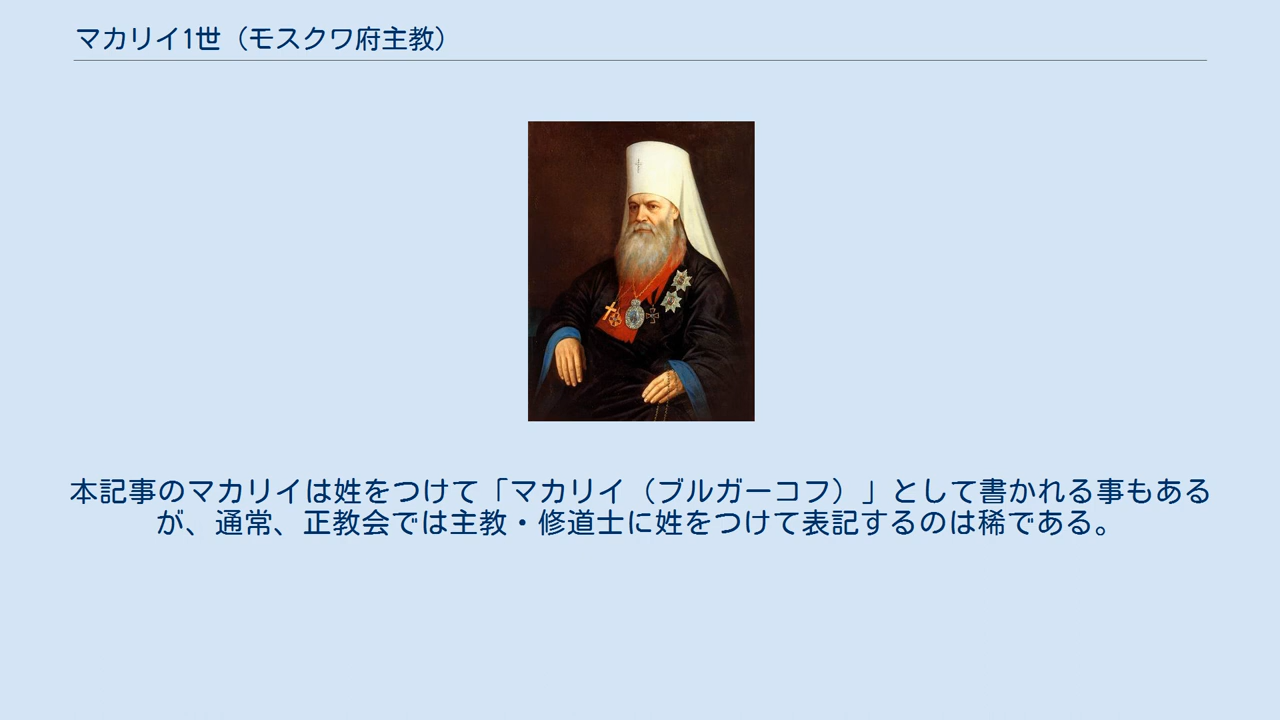 マカリイ1世（モスクワ府主教）
本記事のマカリイは姓をつけて「マカリイ（ブルガーコフ）」として書かれる事もある
が、通常、正教会では主教・修道士に姓をつけて表記するのは稀である。